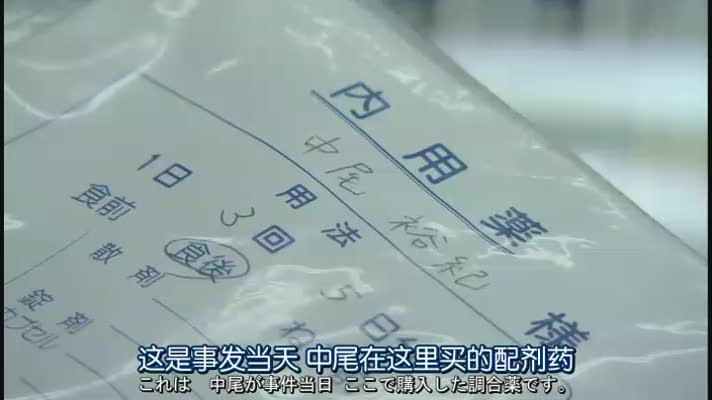 内用薬
中尾 裕紀 様
用法
1日 3回 5日分
食前 食後
散剤
錠剤
カプセル
这是事发当天 中尾在这里买的配剂药
これは 中尾が事件当日 ここで購入した調合薬です。